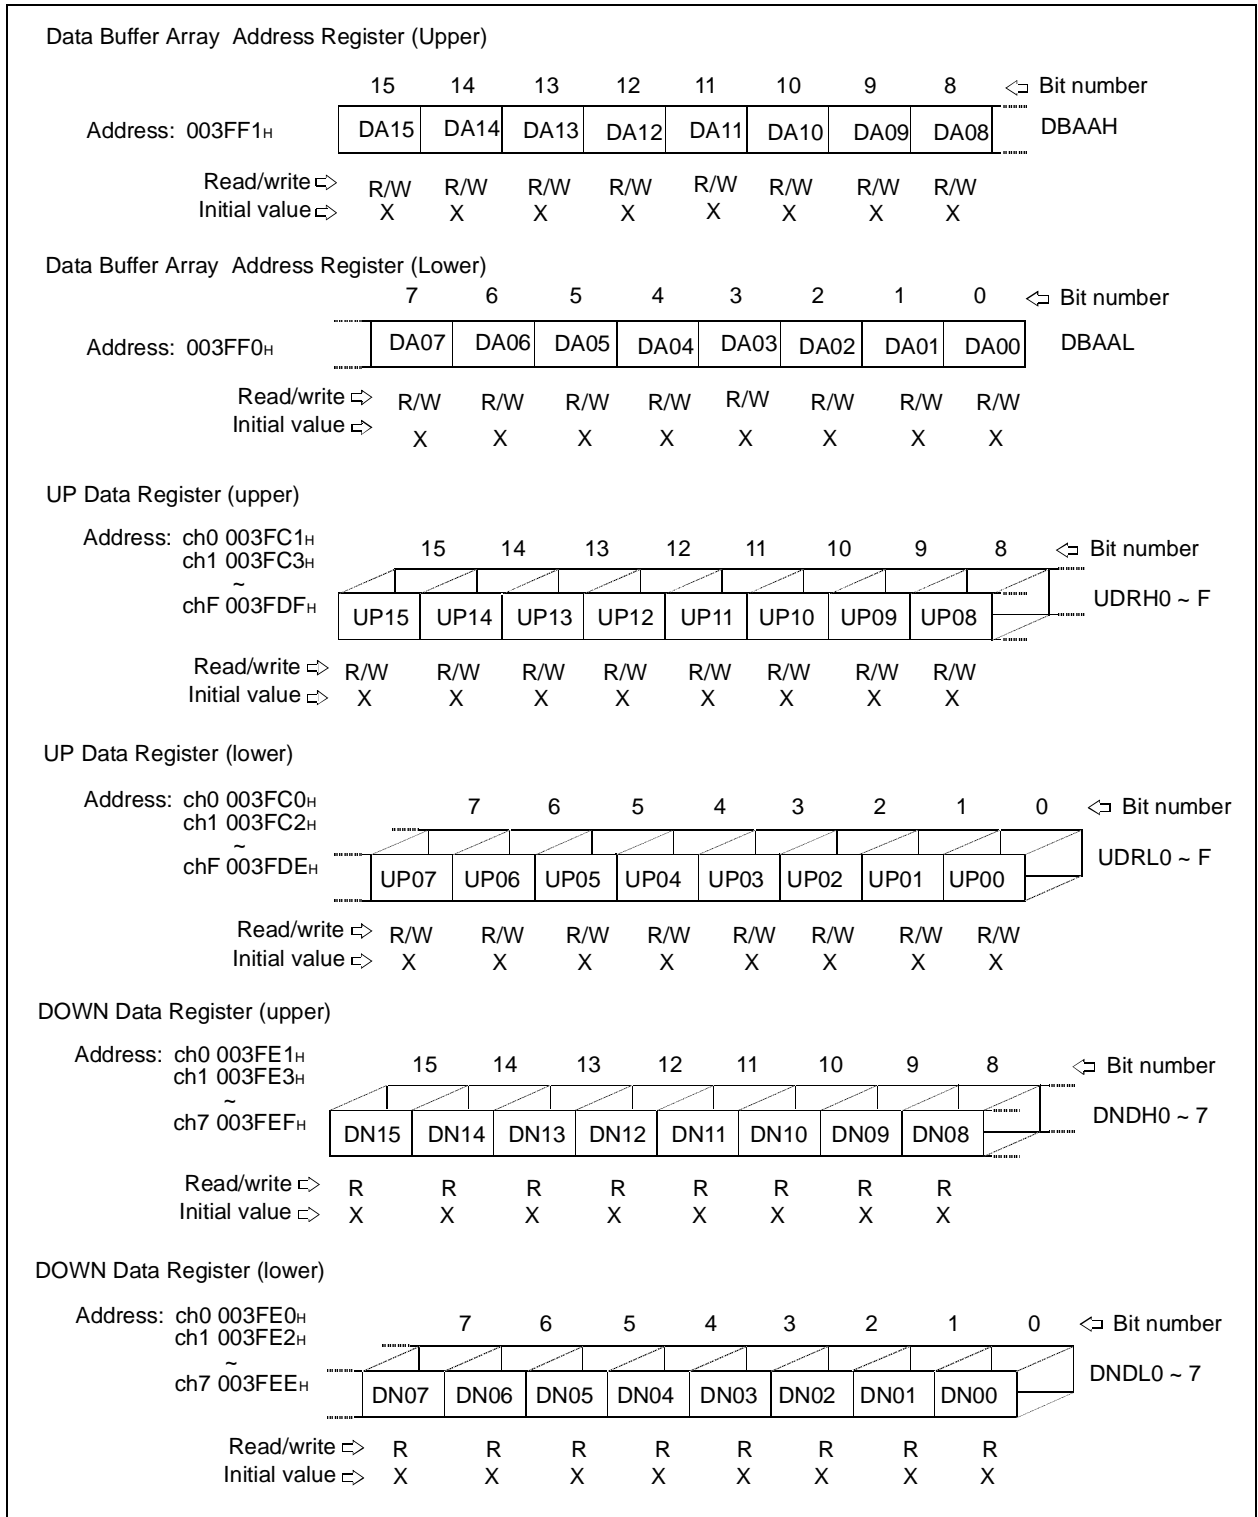 Data Buffer Array Address Register (Upper)
15 14 13 12 11 10 9 8 ⇦ Bit number
Address: 003FF1H DA15 DA14 DA13 DA12 DA11 DA10 DA09 DA08 DBAAH
Read/write ⇨ R/W R/W R/W R/W R/W R/W R/W R/W
Initial value ⇨ X X X X X X X X
Data Buffer Array Address Register (Lower)
7 6 5 4 3 2 1 0 ⇦ Bit number
Address: 003FF0H DA07 DA06 DA05 DA04 DA03 DA02 DA01 DA00 DBAAL
Read/write ⇨ R/W R/W R/W R/W R/W R/W R/W R/W
Initial value ⇨ X X X X X X X X
UP Data Register (upper)
Address: ch0 003FC1H
ch1 003FC3H
15 14 13 12 11 10 9 8 ⇦ Bit number
~
chF 003FDFH UP15 UP14 UP13 UP12 UP11 UP10 UP09 UP08 UDRH0 ~ F
Read/write ⇨ R/W R/W R/W R/W R/W R/W R/W R/W
Initial value ⇨ X X X X X X X X
UP Data Register (lower)
Address: ch0 003FC0H 7 6 5 4 3 2 1 0 ⇦ Bit number
ch1 003FC2H
~
chF 003FDEH UP07 UP06 UP05 UP04 UP03 UP02 UP01 UP00 UDRL0 ~ F
Read/write ⇨ R/W R/W R/W R/W R/W R/W R/W R/W
Initial value ⇨ X X X X X X X X
DOWN Data Register (upper)
Address: ch0 003FE1H 15 14 13 12 11 10 9 8 ⇦ Bit number
ch1 003FE3H
~
ch7 003FEFH DN15 DN14 DN13 DN12 DN11 DN10 DN09 DN08 DNDH0 ~ 7
Read/write ⇨ R R R R R R R R
Initial value ⇨ X X X X X X X X
DOWN Data Register (lower)
Address: ch0 003FE0H 7 6 5 4 3 2 1 0 ⇦ Bit number
ch1 003FE2H
~
ch7 003FEEH DN07 DN06 DN05 DN04 DN03 DN02 DN01 DN00 DNDL0 ~ 7
Read/write ⇨ R R R R R R R R
Initial value ⇨ X X X X X X X X